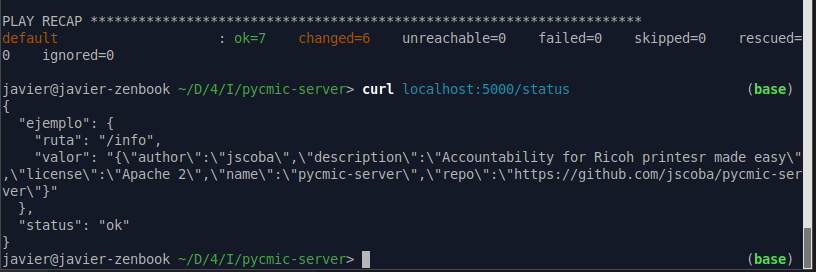 PLAY RECAP *********************************************************************
default                    : ok=7    changed=6    unreachable=0    failed=0    skipped=0    rescued=
0    ignored=0
javier@javier-zenbook ~/D/4/I/pycmic-server> curl localhost:5000/status (base)
{
  "ejemplo": {
    "ruta": "/info",
    "valor": "{\"author\":\"jscoba\",\"description\":\"Accountability for Ricoh printesr made easy\"
,\"license\":\"Apache 2\",\"name\":\"pycmic-server\",\"repo\":\"https://github.com/jscoba/pycmic-ser
ver\"}"
  },
  "status": "ok"
}
javier@javier-zenbook ~/D/4/I/pycmic-server> (base)